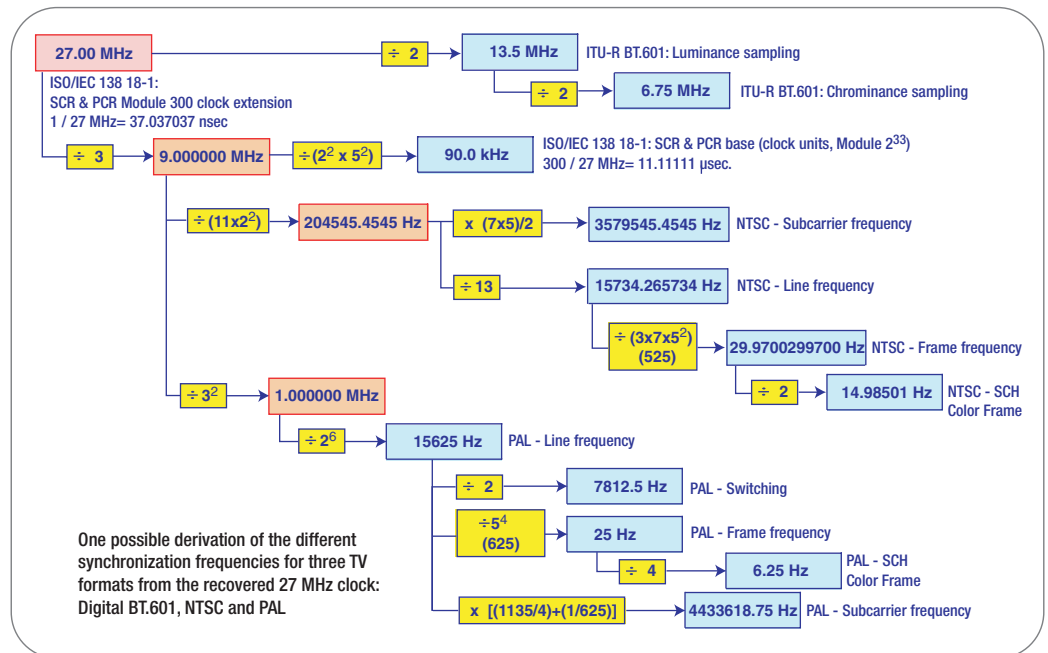 27.00 MHz
÷ 2
13.5 MHz
ITU-R BT.601: Luminance sampling
÷ 2
6.75 MHz
ITU-R BT.601: Chrominance sampling
ISO/IEC 138 18-1:
SCR & PCR Module 300 clock extension
1 / 27 MHz= 37.037037 nsec
÷ 3
9.000000 MHz
÷(2² x 5²)
90.0 kHz
ISO/IEC 138 18-1: SCR & PCR base (clock units, Module 2³³)
300 / 27 MHz= 11.11111 µsec.
÷ (11x2²)
204545.4545 Hz
x (7x5)/2
3579545.4545 Hz
NTSC - Subcarrier frequency
÷ 13
15734.265734 Hz
NTSC - Line frequency
÷ (3x7x5²)
(525)
29.9700299700 Hz
NTSC - Frame frequency
÷ 2
14.98501 Hz
NTSC - SCH
Color Frame
÷ 3²
1.000000 MHz
÷ 2⁶
15625 Hz
PAL - Line frequency
÷ 2
7812.5 Hz
PAL - Switching
÷5⁴
(625)
25 Hz
PAL - Frame frequency
÷ 4
6.25 Hz
PAL - SCH
Color Frame
x [(1135/4)+(1/625)]
4433618.75 Hz
PAL - Subcarrier frequency
One possible derivation of the different
synchronization frequencies for three TV
formats from the recovered 27 MHz clock:
Digital BT.601, NTSC and PAL